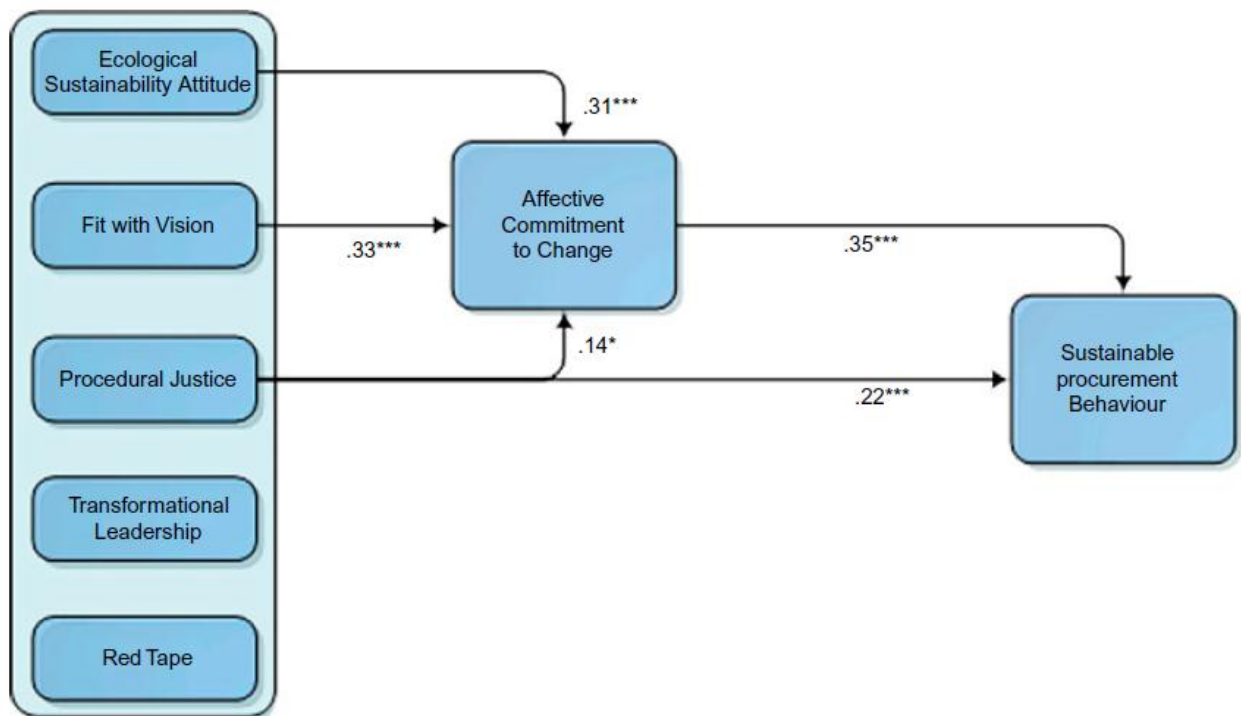 Ecological
Sustainability Attitude
.31***
Fit with Vision
.33***
Affective
Commitment
to Change
.35***
Procedural Justice
.14*
.22***
Sustainable
procurement
Behaviour
Transformational
Leadership
Red Tape